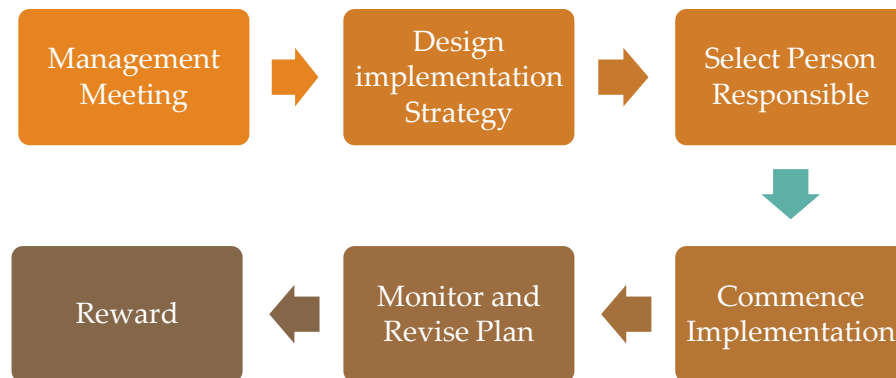 Management
Meeting
Design
implementation
Strategy
Select Person
Responsible
Commence
Implementation
Monitor and
Revise Plan
Reward